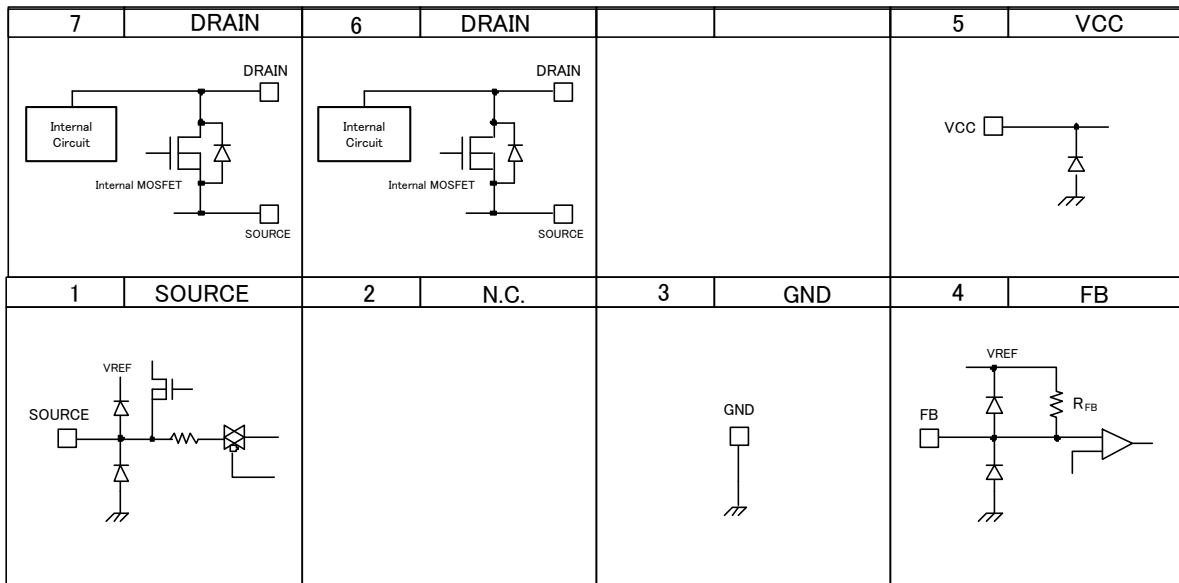 7 DRAIN 6 DRAIN 5 VCC
DRAIN
Internal
Circuit
Internal MOSFET
SOURCE
DRAIN
Internal
Circuit
Internal MOSFET
SOURCE
VCC
1 SOURCE 2 N.C. 3 GND 4 FB
VREF
SOURCE
GND
VREF
FB
RFB